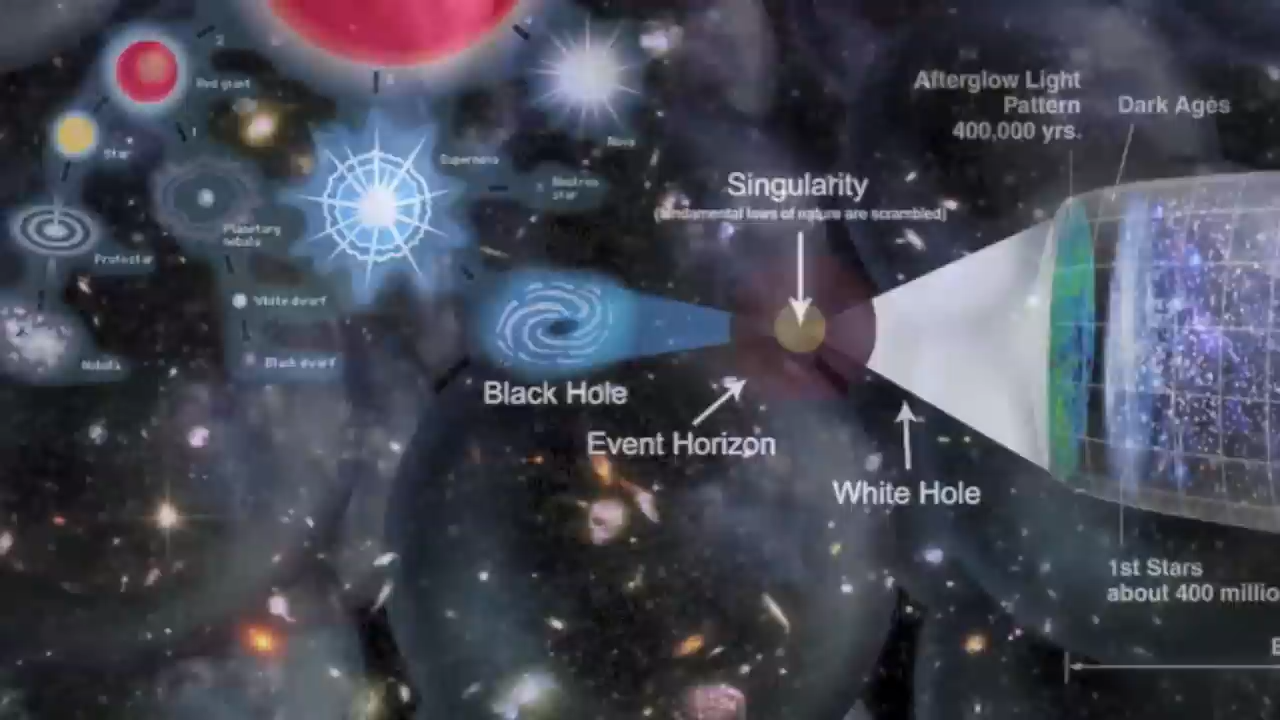 2
Red giant
1
Star
Protostar
Nebula
Planetary
nebula
White dwarf
Black dwarf
Supernova
Nova
Neutron
star
Black Hole
Event Horizon
Singularity
(fundamental laws of nature are scrambled)
White Hole
Afterglow Light
Pattern
400,000 yrs.
Dark Ages
1st Stars
about 400 millio